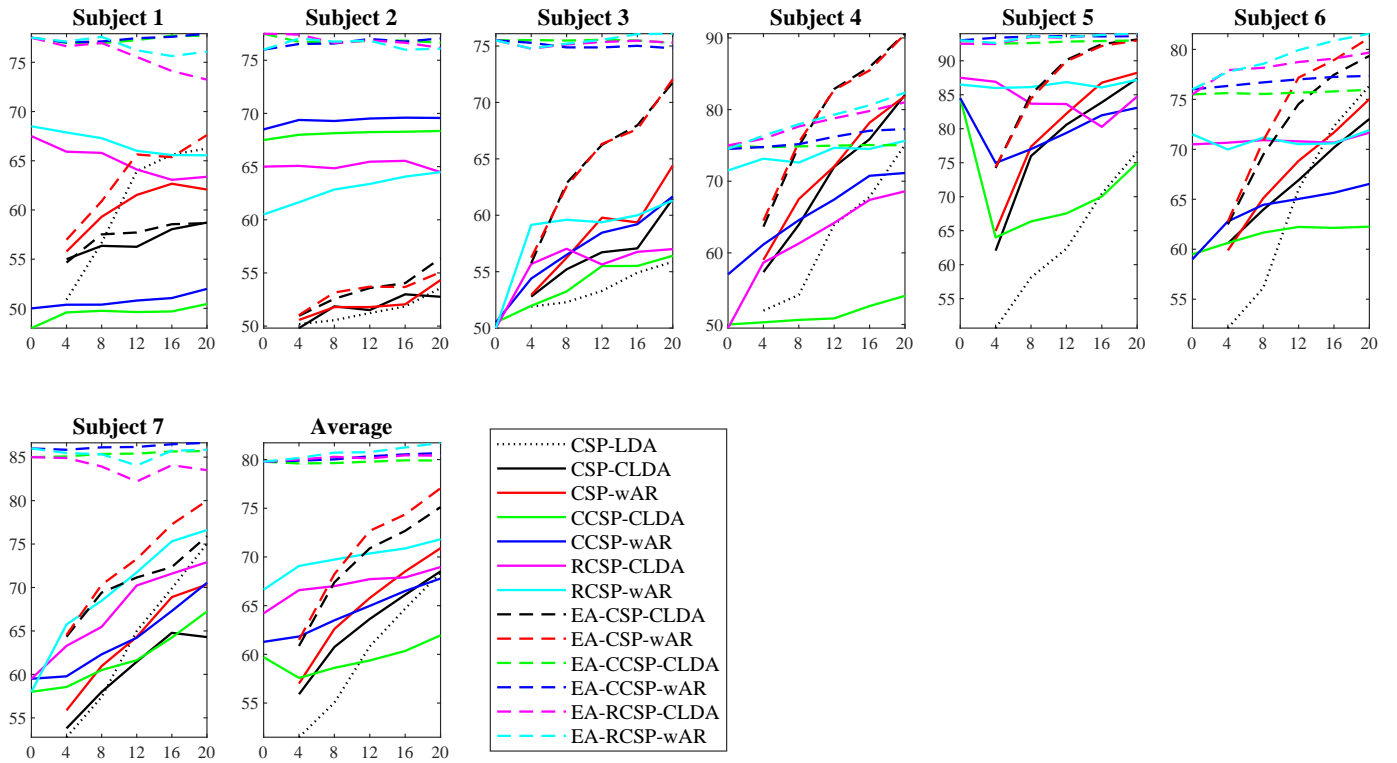 Subject 1 Subject 2 Subject 3 Subject 4 Subject 5 Subject 6
75 70 65 60 55 50
0 4 8 12 16 20
75 70 65 60 55 50
0 4 8 12 16 20
75 70 65 60 55 50
0 4 8 12 16 20
90 80 70 60 50
0 4 8 12 16 20
90 85 80 75 70 65 60 55
0 4 8 12 16 20
80 75 70 65 60 55
0 4 8 12 16 20
Subject 7 Average
85 80 75 70 65 60 55
0 4 8 12 16 20
80 75 70 65 60 55
0 4 8 12 16 20
CSP-LDA
CSP-CLDA
CSP-wAR
CCSP-CLDA
CCSP-wAR
RCSP-CLDA
RCSP-wAR
EA-CSP-CLDA
EA-CSP-wAR
EA-CCSP-CLDA
EA-CCSP-wAR
EA-RCSP-CLDA
EA-RCSP-wAR